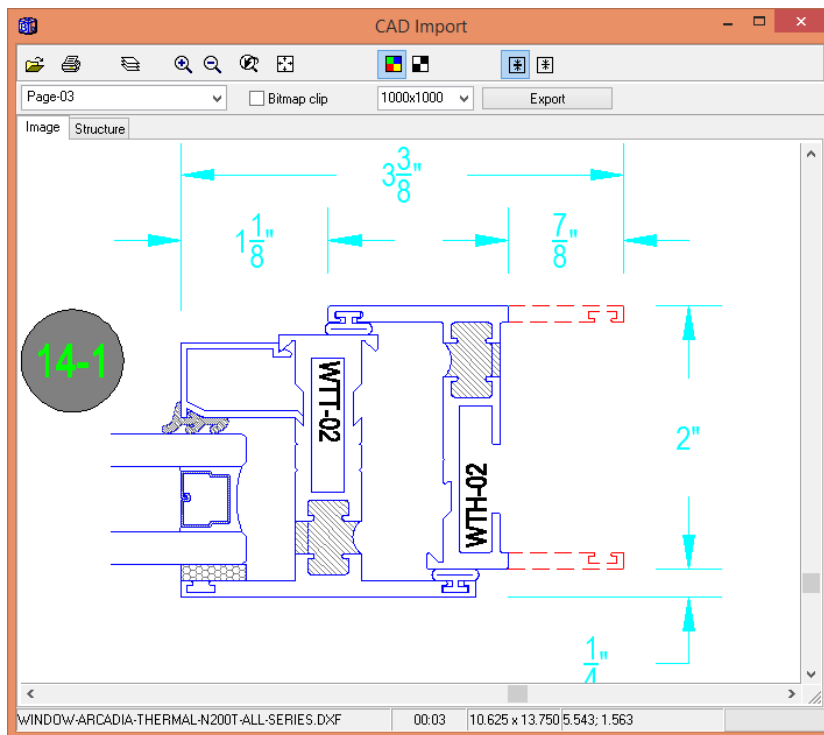 CAD Import
Page-03
Bitmap clip
1000x1000
Export
Image
Structure
3 3/8"
1 1/8"
7/8"
14-1
WTT-02
2"
WTH-02
1/4"
WINDOW-ARCADIA-THERMAL-N200T-ALL-SERIES.DXF
00:03
10.625 x 13.750
5.543; 1.563